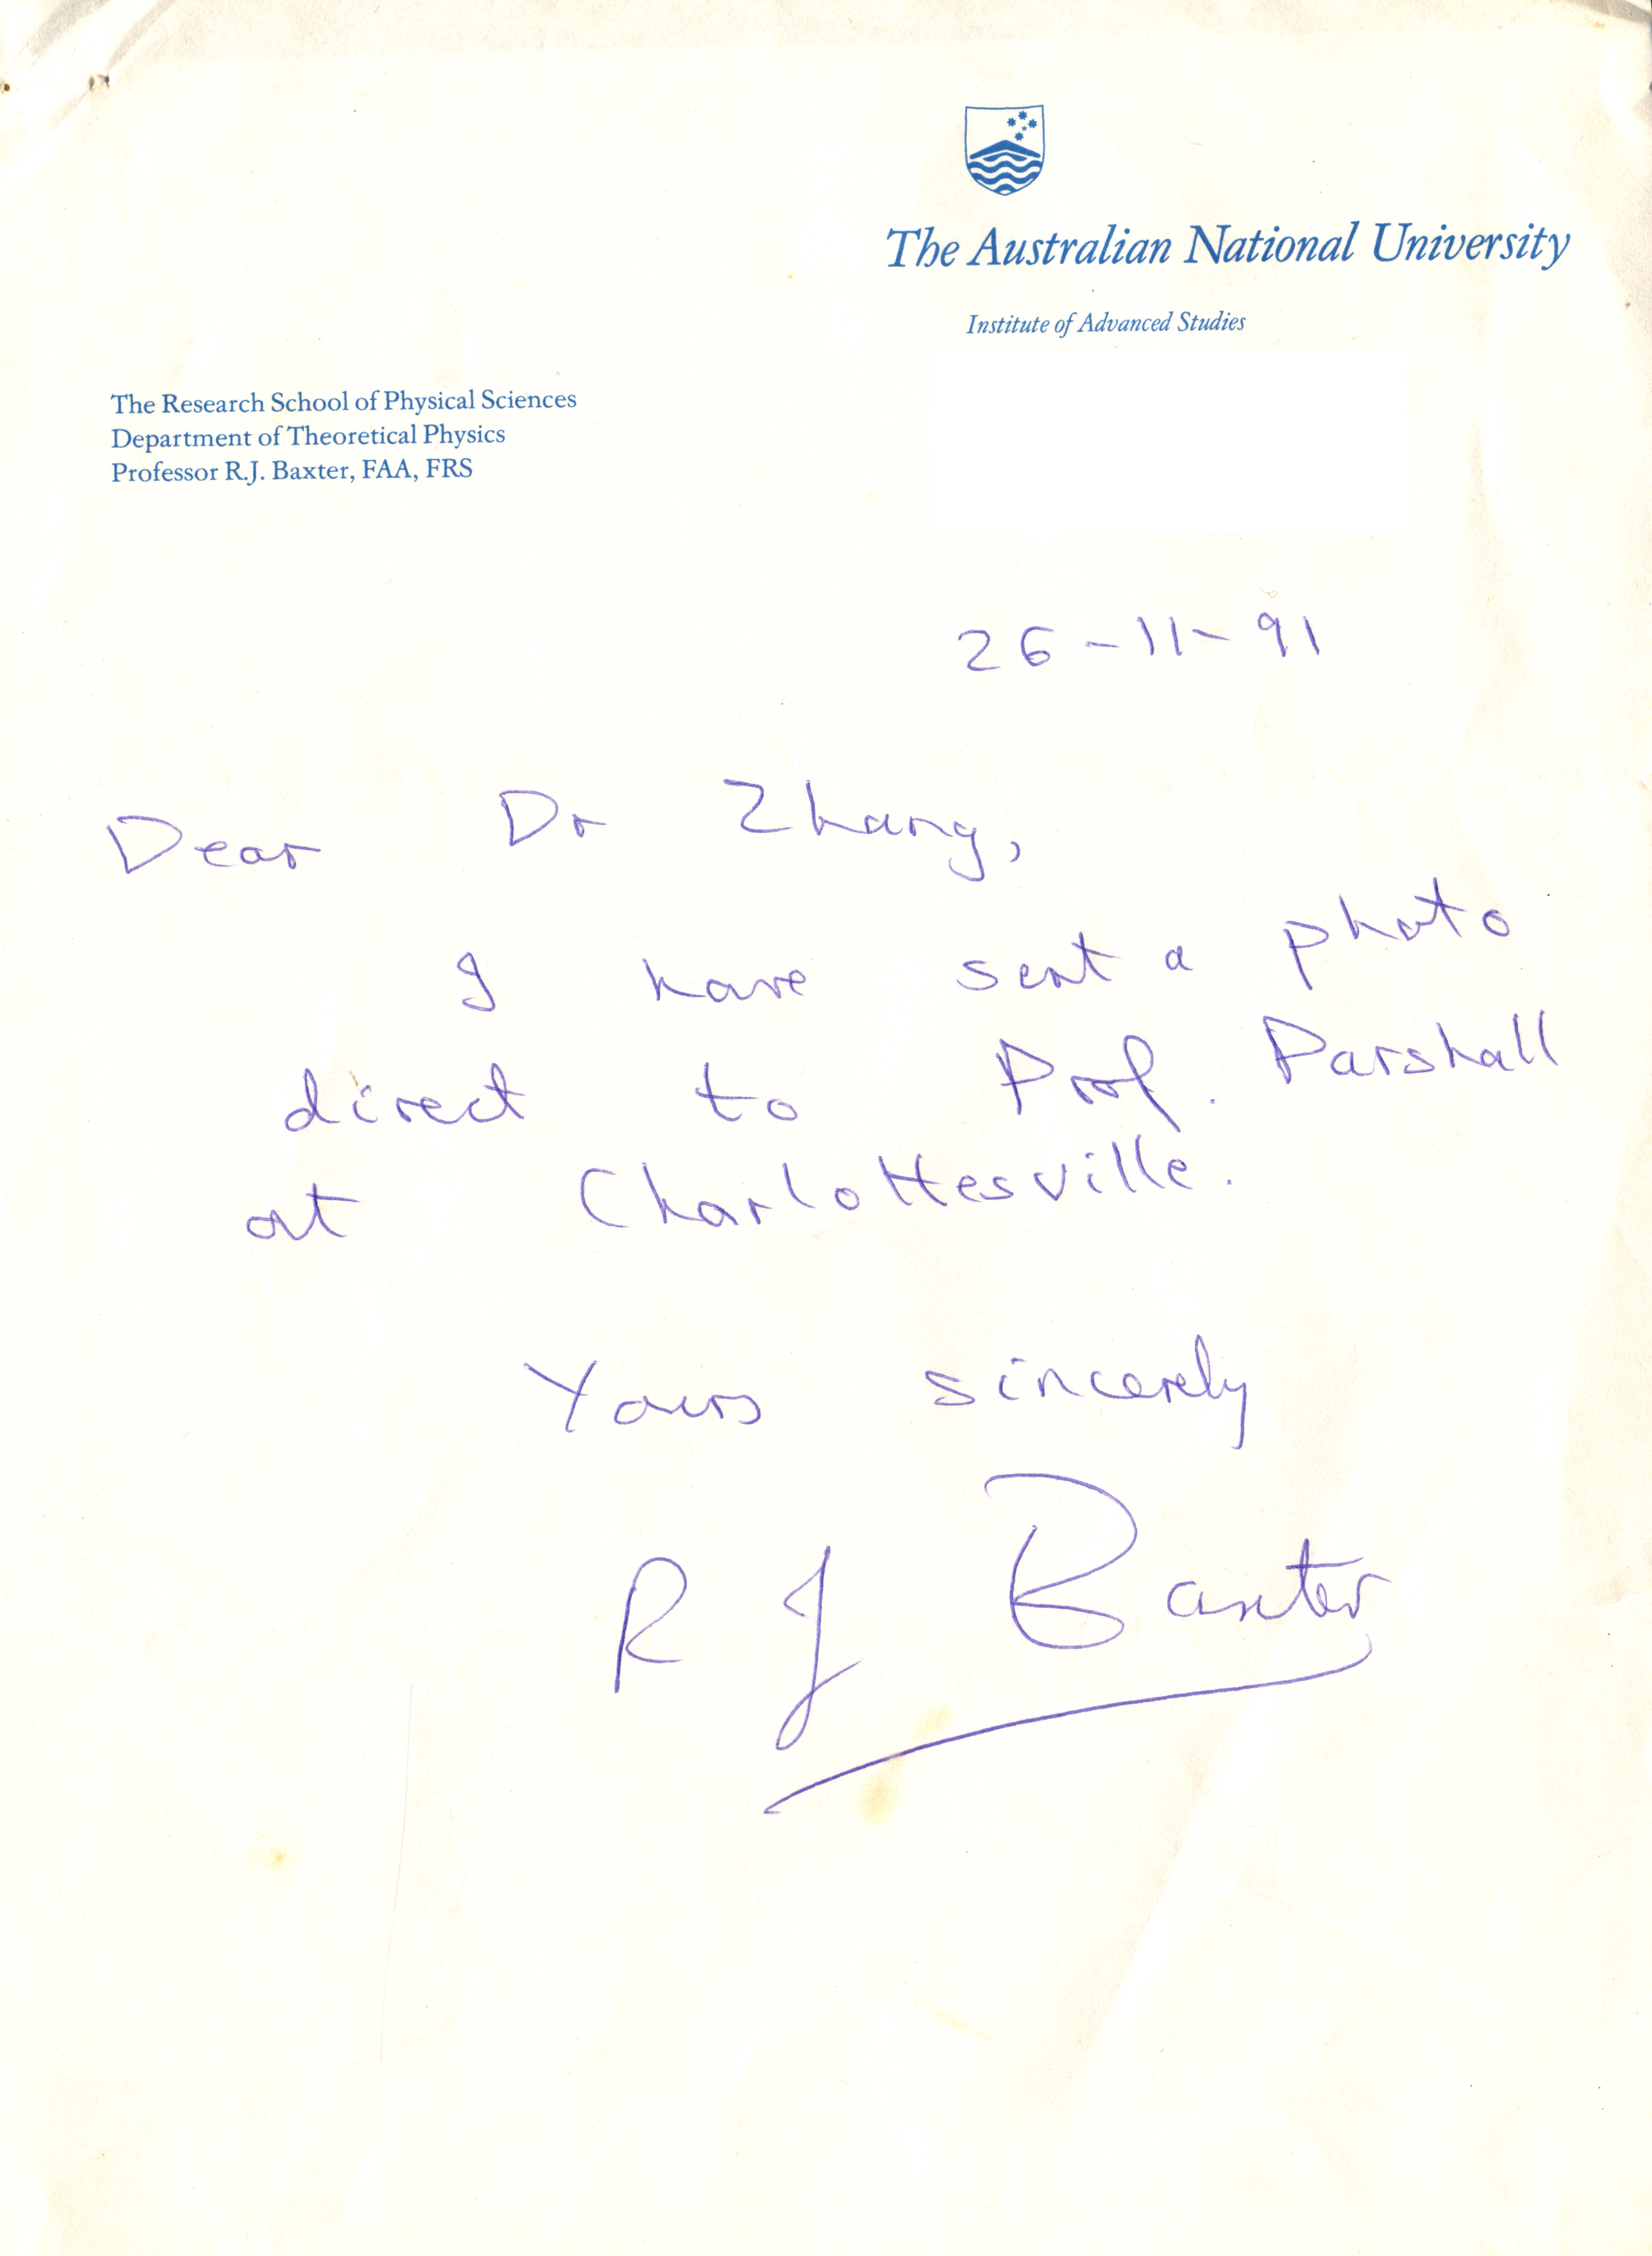 The Australian National University
Institute of Advanced Studies
The Research School of Physical Sciences
Department of Theoretical Physics
Professor R.J. Baxter, FAA, FRS
26-11-91
Dear Dr Zhang,
I have sent a photo
direct to Prof. Parshall
at Charlottesville.
Yours sincerely
R J Baxter